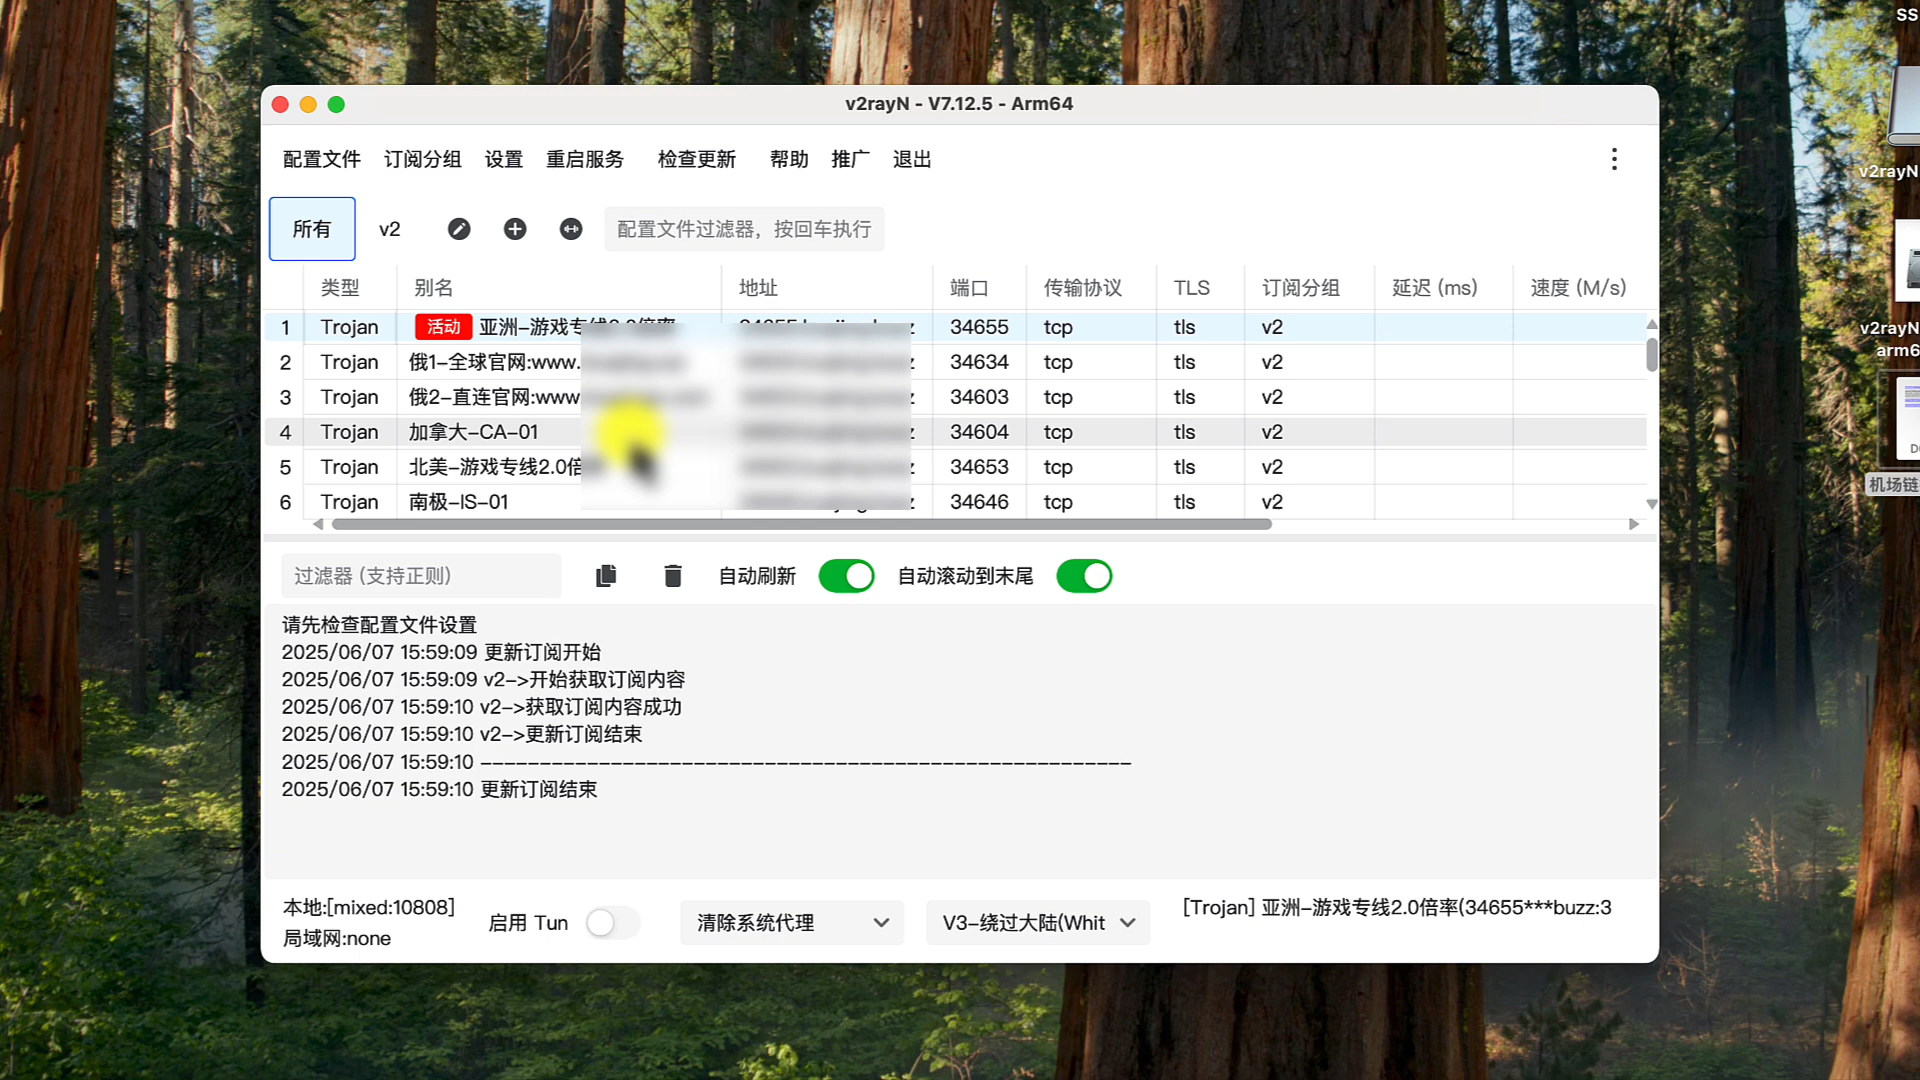 SS
v2rayN - V7.12.5 - Arm64
配置文件 订阅分组 设置 重启服务 检查更新 帮助 推广 退出
v2rayN
所有 v2 配置文件过滤器，按回车执行
类型 别名 地址 端口 传输协议 TLS 订阅分组 延迟 (ms) 速度 (M/s)
1 Trojan 活动 亚洲-游戏专线2.0倍率 34655 tcp tls v2
v2rayN
arm6
2 Trojan 俄1-全球官网:www. 34634 tcp tls v2
3 Trojan 俄2-直连官网:www 34603 tcp tls v2
4 Trojan 加拿大-CA-01 34604 tcp tls v2
5 Trojan 北美-游戏专线2.0倍 34653 tcp tls v2
机场链
6 Trojan 南极-IS-01 34646 tcp tls v2
过滤器 (支持正则) 自动刷新 自动滚动到末尾
请先检查配置文件设置
2025/06/07 15:59:09 更新订阅开始
2025/06/07 15:59:09 v2->开始获取订阅内容
2025/06/07 15:59:10 v2->获取订阅内容成功
2025/06/07 15:59:10 v2->更新订阅结束
2025/06/07 15:59:10 -------------------------------------------------------
2025/06/07 15:59:10 更新订阅结束
本地:[mixed:10808]
局域网:none
启用 Tun 清除系统代理 V3-绕过大陆(Whit [Trojan] 亚洲-游戏专线2.0倍率(34655***buzz:3